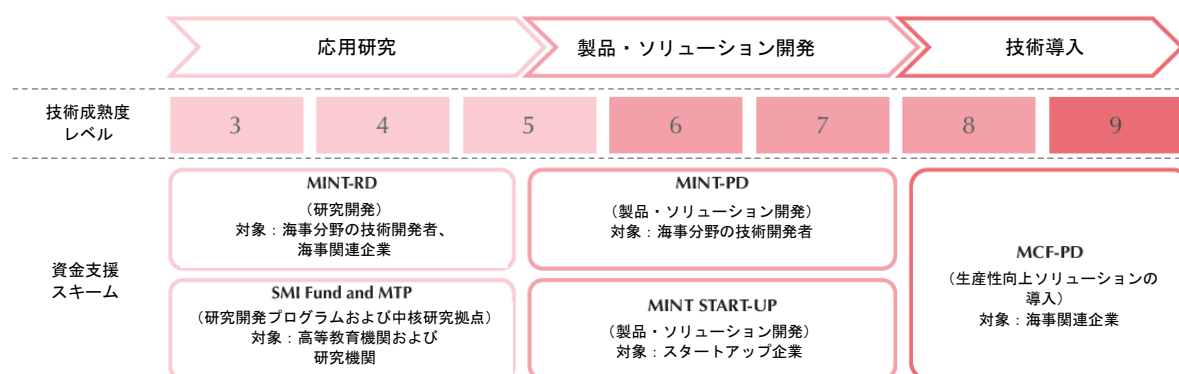 応用研究
製品・ソリューション開発
技術導入
技術成熟度
レベル
3
4
5
6
7
8
9
資金支援
スキーム
MINT-RD
（研究開発）
対象：海事分野の技術開発者、
海事関連企業
SMI Fund and MTP
（研究開発プログラムおよび中核研究拠点）
対象：高等教育機関および
研究機関
MINT-PD
（製品・ソリューション開発）
対象：海事分野の技術開発者
MINT START-UP
（製品・ソリューション開発）
対象：スタートアップ企業
MCF-PD
（生産性向上ソリューションの
導入）
対象：海事関連企業